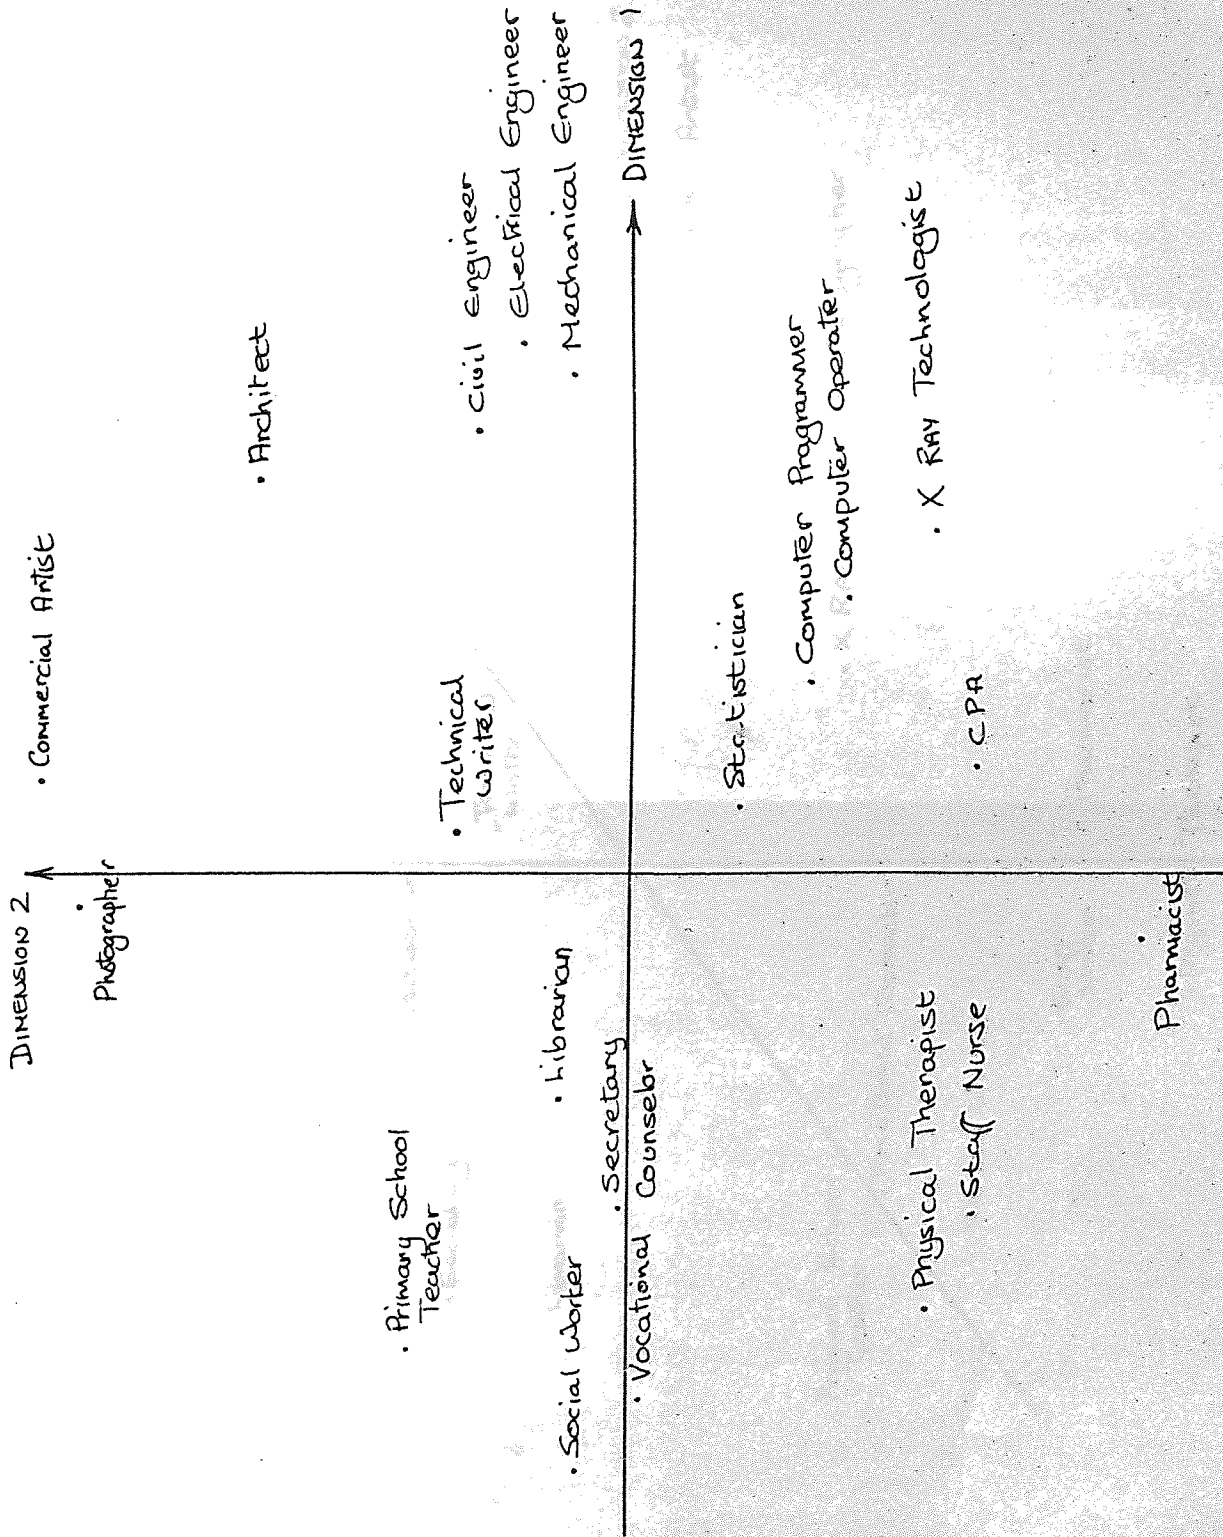 DIMENSION 2
• Commercial Artist
Photographer
• Architect
• Primary School
Teacher
• Technical
Writer
• Civil Engineer
• Electrical Engineer
• Social Worker
• Librarian
• Mechanical Engineer
• Secretary
DIMENSION 1
• Vocational Counselor
• Statistician
• Computer Programmer
• Computer Operater
• Physical Therapist
• X RAY Technologist
• Staff Nurse
• CPA
Pharmacist